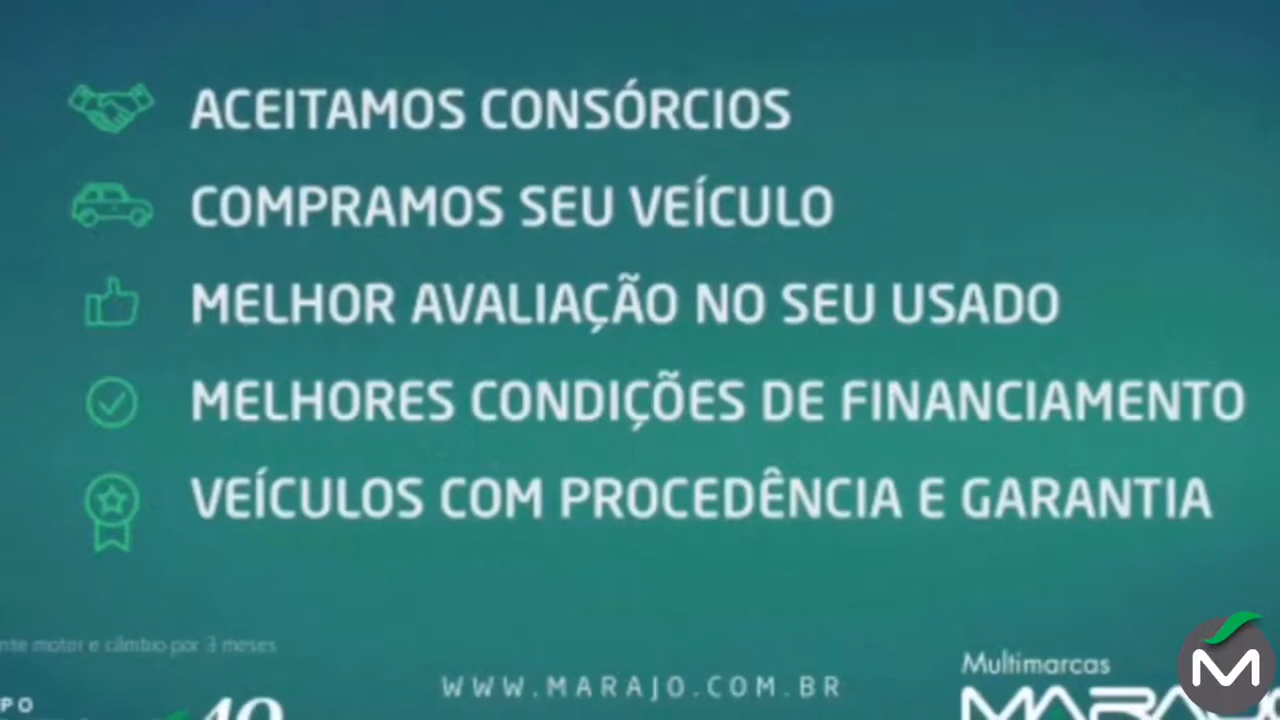 ACEITAMOS CONSÓRCIOS
COMPRAMOS SEU VEÍCULO
MELHOR AVALIAÇÃO NO SEU USADO
MELHORES CONDIÇÕES DE FINANCIAMENTO
VEÍCULOS COM PROCEDÊNCIA E GARANTIA
motor e câmbio por 3 meses
WWW.MARAJO.COM.BR
Multimarcas